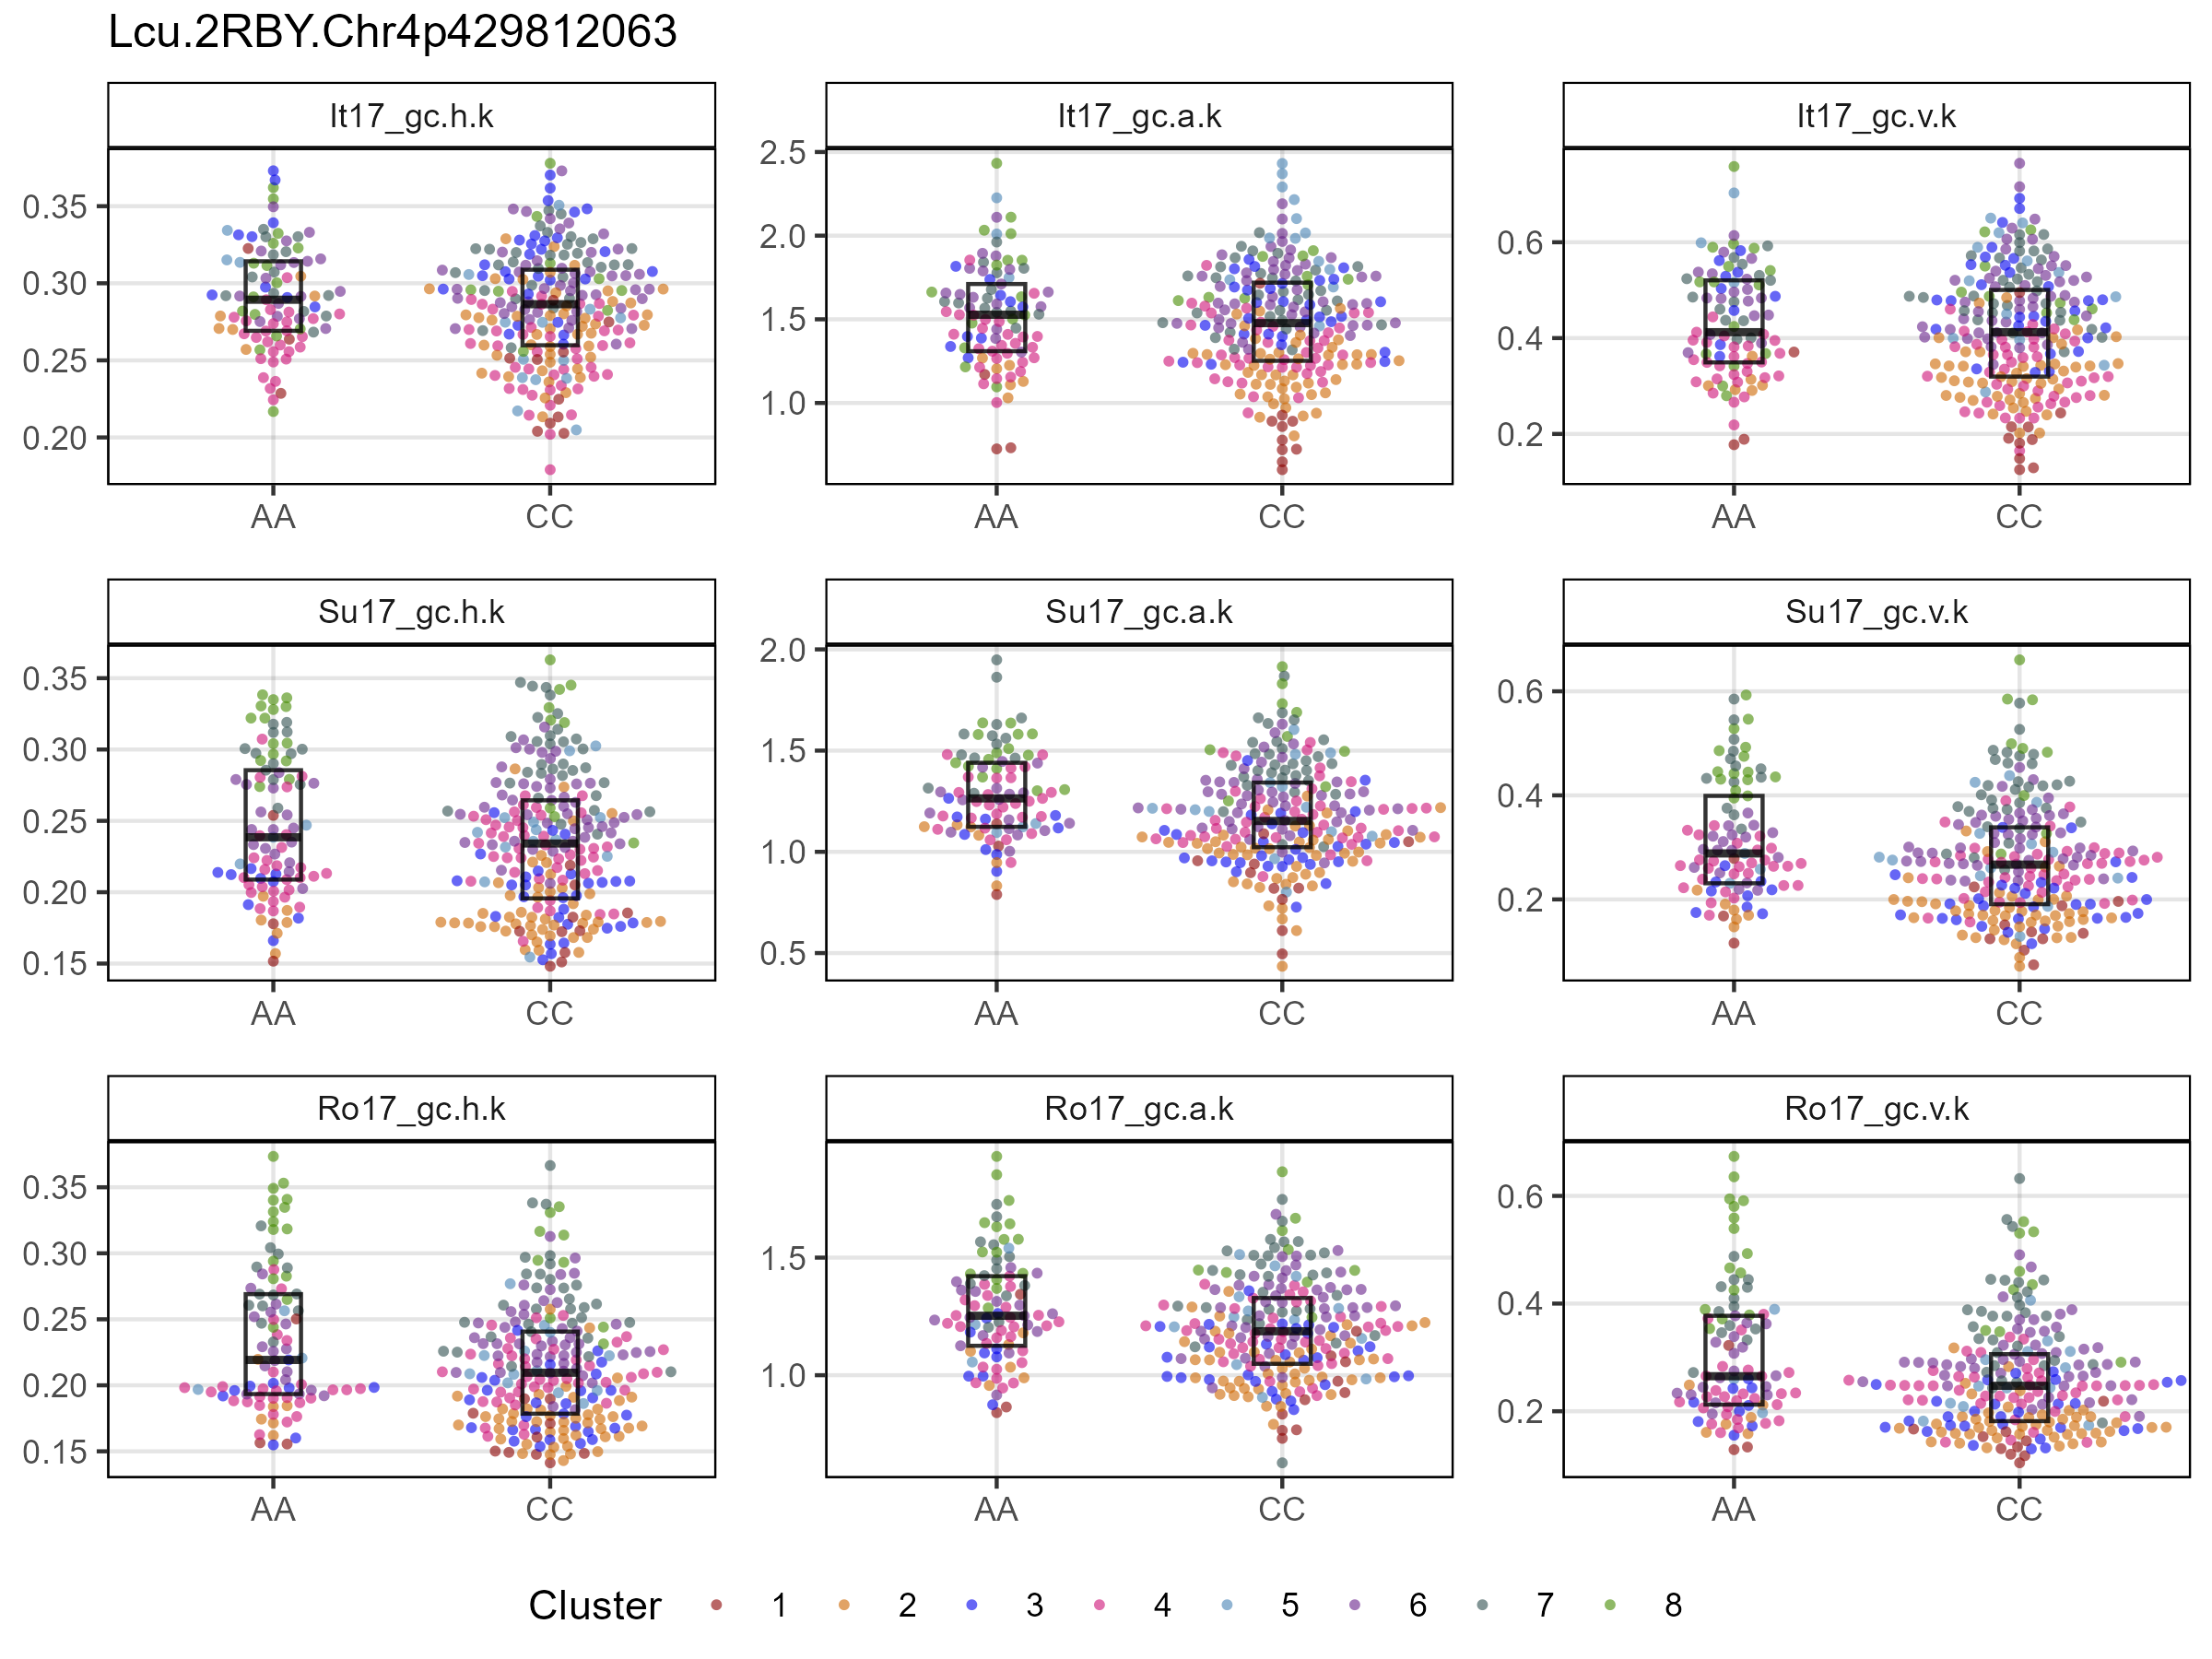 Lcu.2RBY.Chr4p429812063
It17_gc.h.k
It17_gc.a.k
It17_gc.v.k
0.35
0.30
0.25
0.20
2.5
2.0
1.5
1.0
0.6
0.4
0.2
AA
CC
AA
CC
AA
CC
Su17_gc.h.k
Su17_gc.a.k
Su17_gc.v.k
0.35
0.30
0.25
0.20
0.15
2.0
1.5
1.0
0.5
0.6
0.4
0.2
AA
CC
AA
CC
AA
CC
Ro17_gc.h.k
Ro17_gc.a.k
Ro17_gc.v.k
0.35
0.30
0.25
0.20
0.15
1.5
1.0
0.6
0.4
0.2
AA
CC
AA
CC
AA
CC
Cluster 1 2 3 4 5 6 7 8